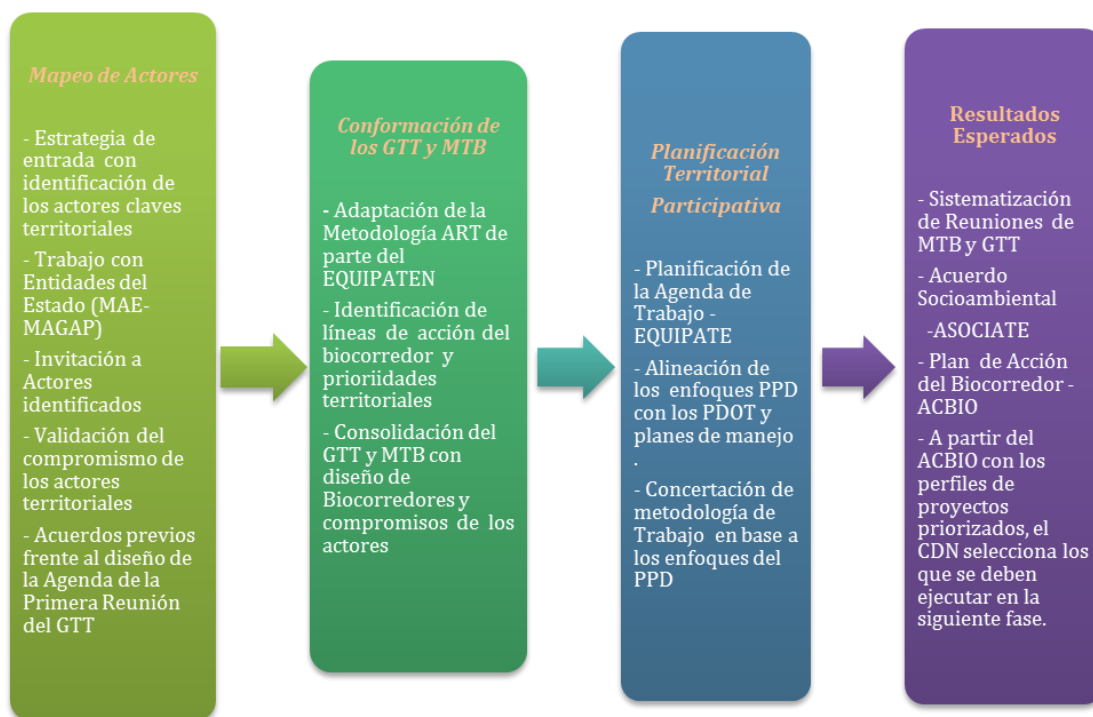 Mapeo de Actores
- Estrategia de
entrada con
identificación de
los actores claves
territoriales
- Trabajo con
Entidades del
Estado (MAE-
MAGAP)
- Invitación a
Actores
identificados
- Validación del
compromismo de
los actores
territoriales
- Acuerdos previos
frente al diseño de
la Agenda de la
Primera Reunión
del GTT
Conformación de
los GTT y MTB
- Adaptación de la
Metodología ART de
parte del
EQUIPATEN
- Identificación de
líneas de acción del
biocorredor y
prioriidades
territoriales
- Consolidación del
GTT y MTB con
diseño de
Biocorredores y
compromisos de los
actores
Planificación
Territorial
Participativa
- Planificación de
la Agenda de
Trabajo -
EQUIPATE
- Alineación de
los enfoques PPD
con los PDOT y
planes de manejo
.
- Concertación de
metodología de
Trabajo en base a
los enfoques del
PPD
Resultados
Esperados
- Sistematización
de Reuniones de
MTB y GTT
- Acuerdo
Socioambiental
-ASOCIATE
- Plan de Acción
del Biocorredor -
ACBIO
- A partir del
ACBIO con los
perfiles de
proyectos
priorizados, el
CDN selecciona los
que se deben
ejecutar en la
siguiente fase.